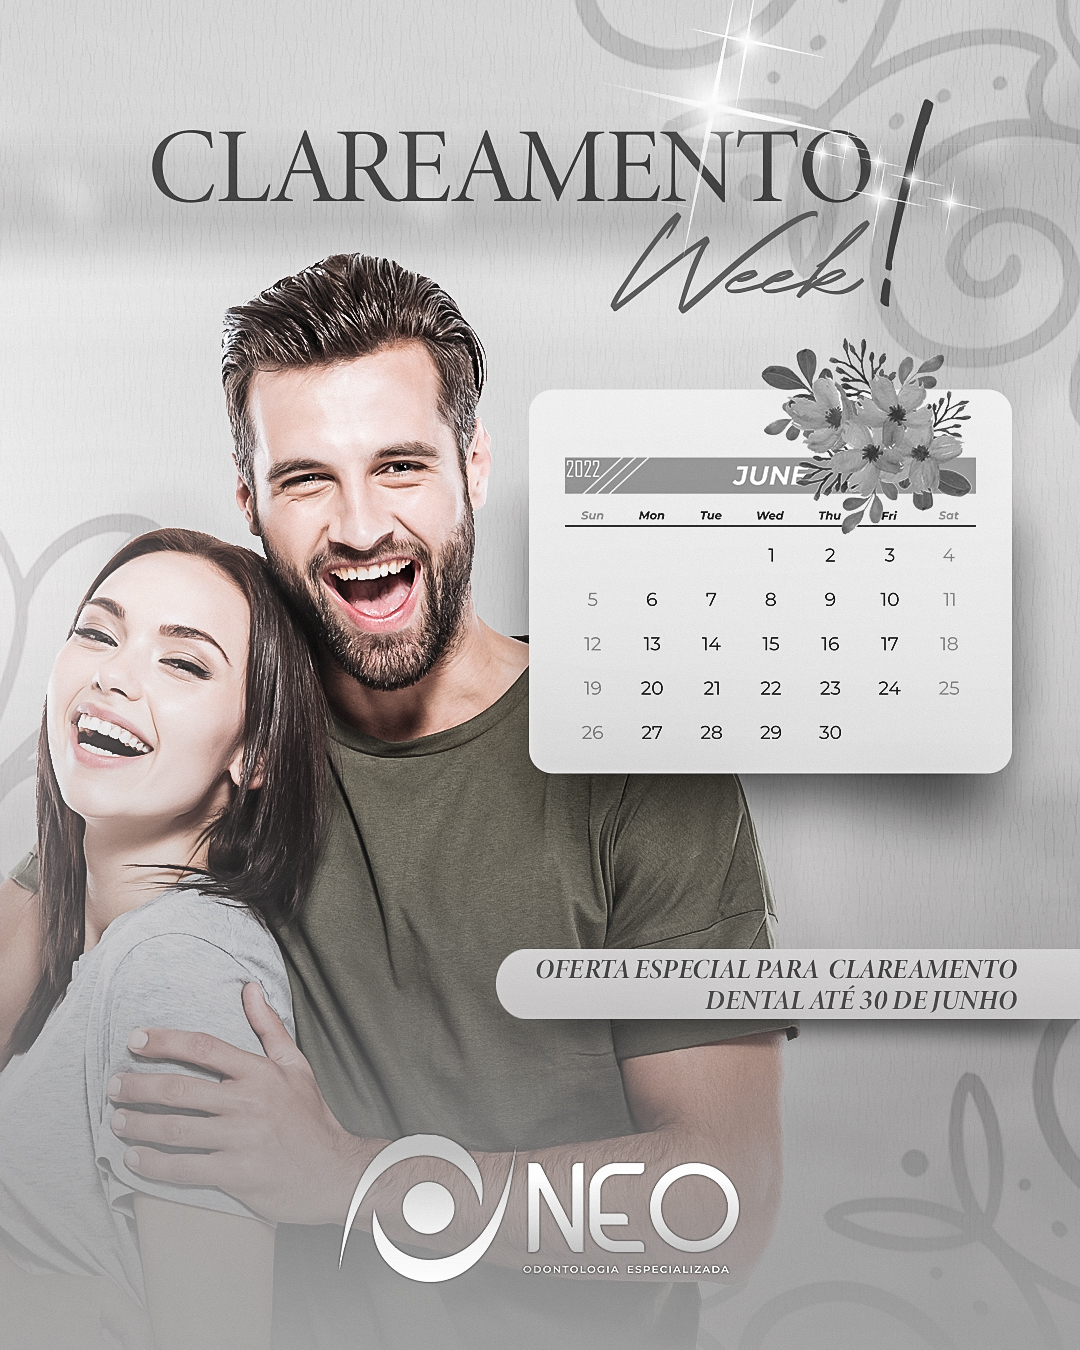 CLAREAMENTO
Week!
2022 JUNE
Sun Mon Tue Wed Thu Fri Sat
1 2 3 4
5 6 7 8 9 10 11
12 13 14 15 16 17 18
19 20 21 22 23 24 25
26 27 28 29 30
OFERTA ESPECIAL PARA CLAREAMENTO
DENTAL ATÉ 30 DE JUNHO
NEO
ODONTOLOGIA ESPECIALIZADA